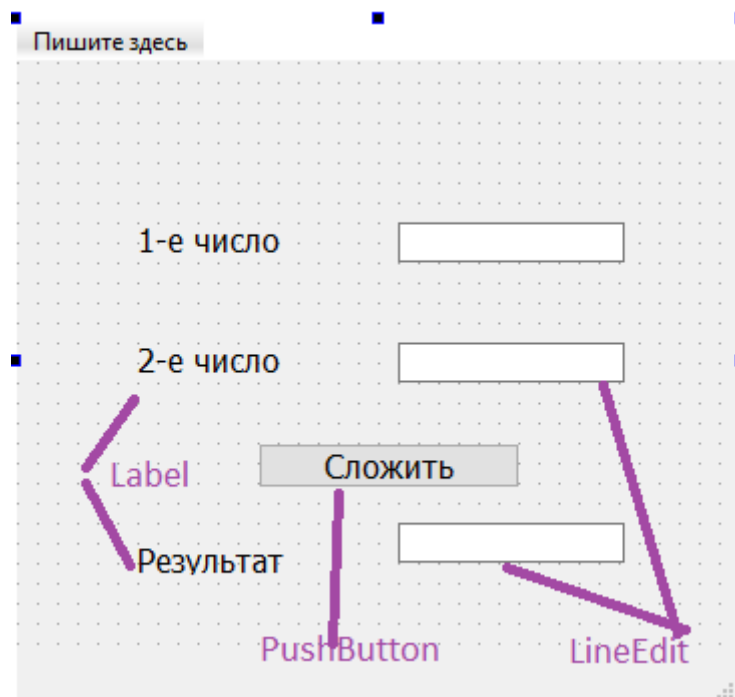 Пишите здесь
1-е число
2-е число
Label
Сложить
Результат
PushButton
LineEdit